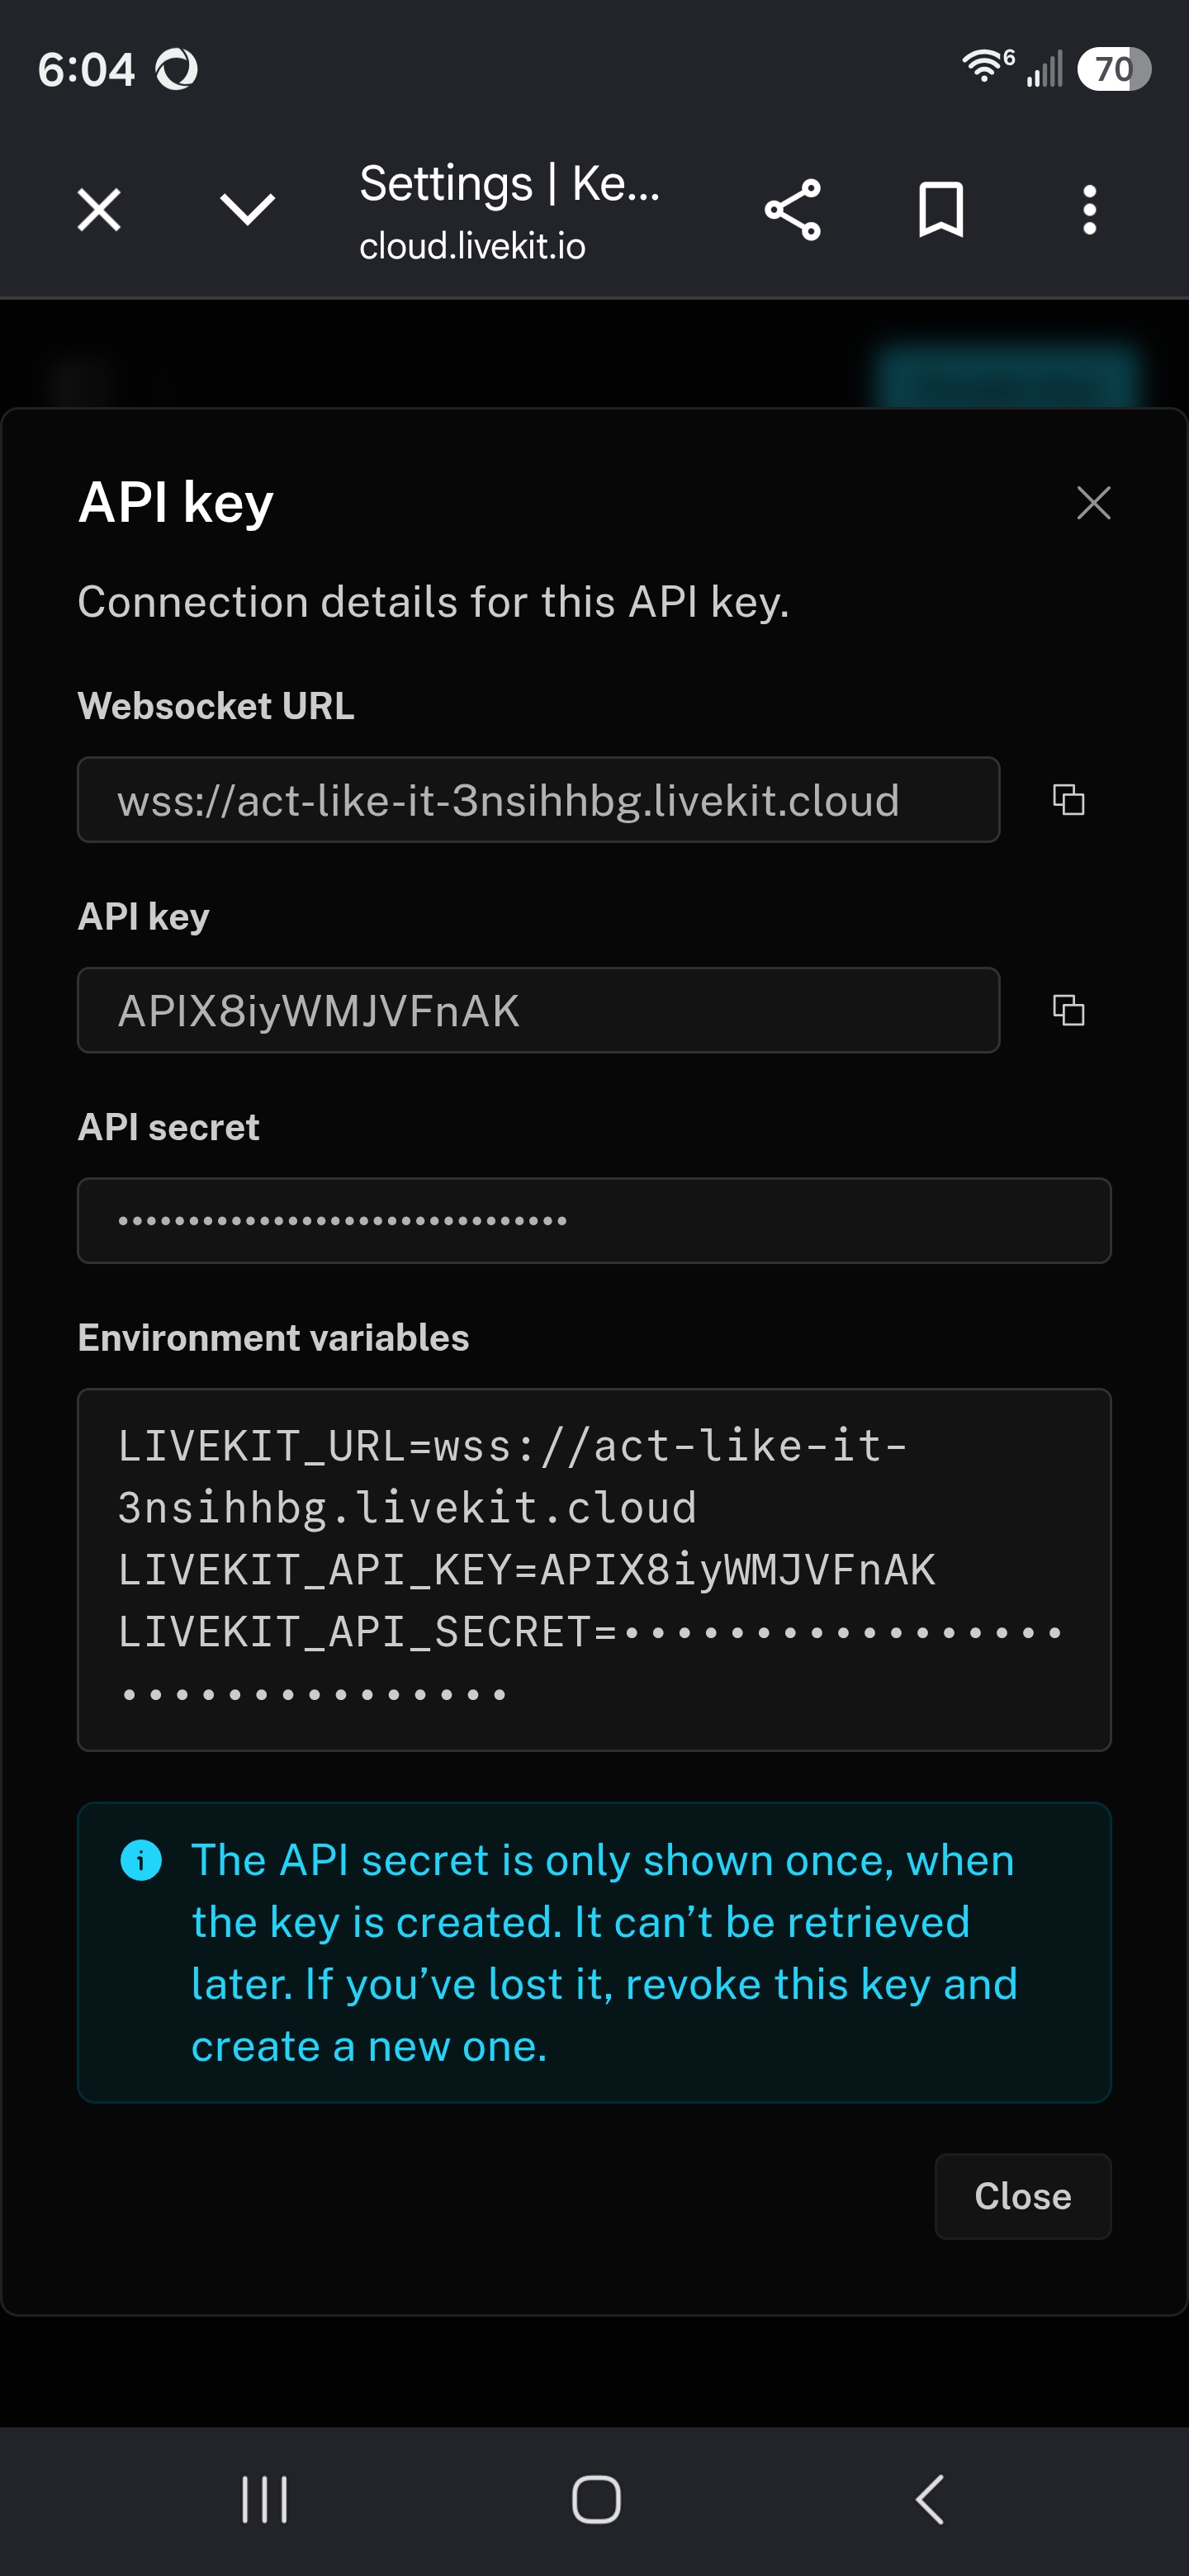 6:04
6
70
Settings | Ke...
cloud.livekit.io
API key
Connection details for this API key.
Websocket URL
wss://act-like-it-3nsihhbg.livekit.cloud
API key
APIX8iyWMJVFnAK
API secret
••••••••••••••••••••••••••••••••
Environment variables
LIVEKIT_URL=wss://act-like-it-
3nsihhbg.livekit.cloud
LIVEKIT_API_KEY=APIX8iyWMJVFnAK
LIVEKIT_API_SECRET=•••••••••••••••••
•••••••••••••••
The API secret is only shown once, when
the key is created. It can’t be retrieved
later. If you’ve lost it, revoke this key and
create a new one.
Close